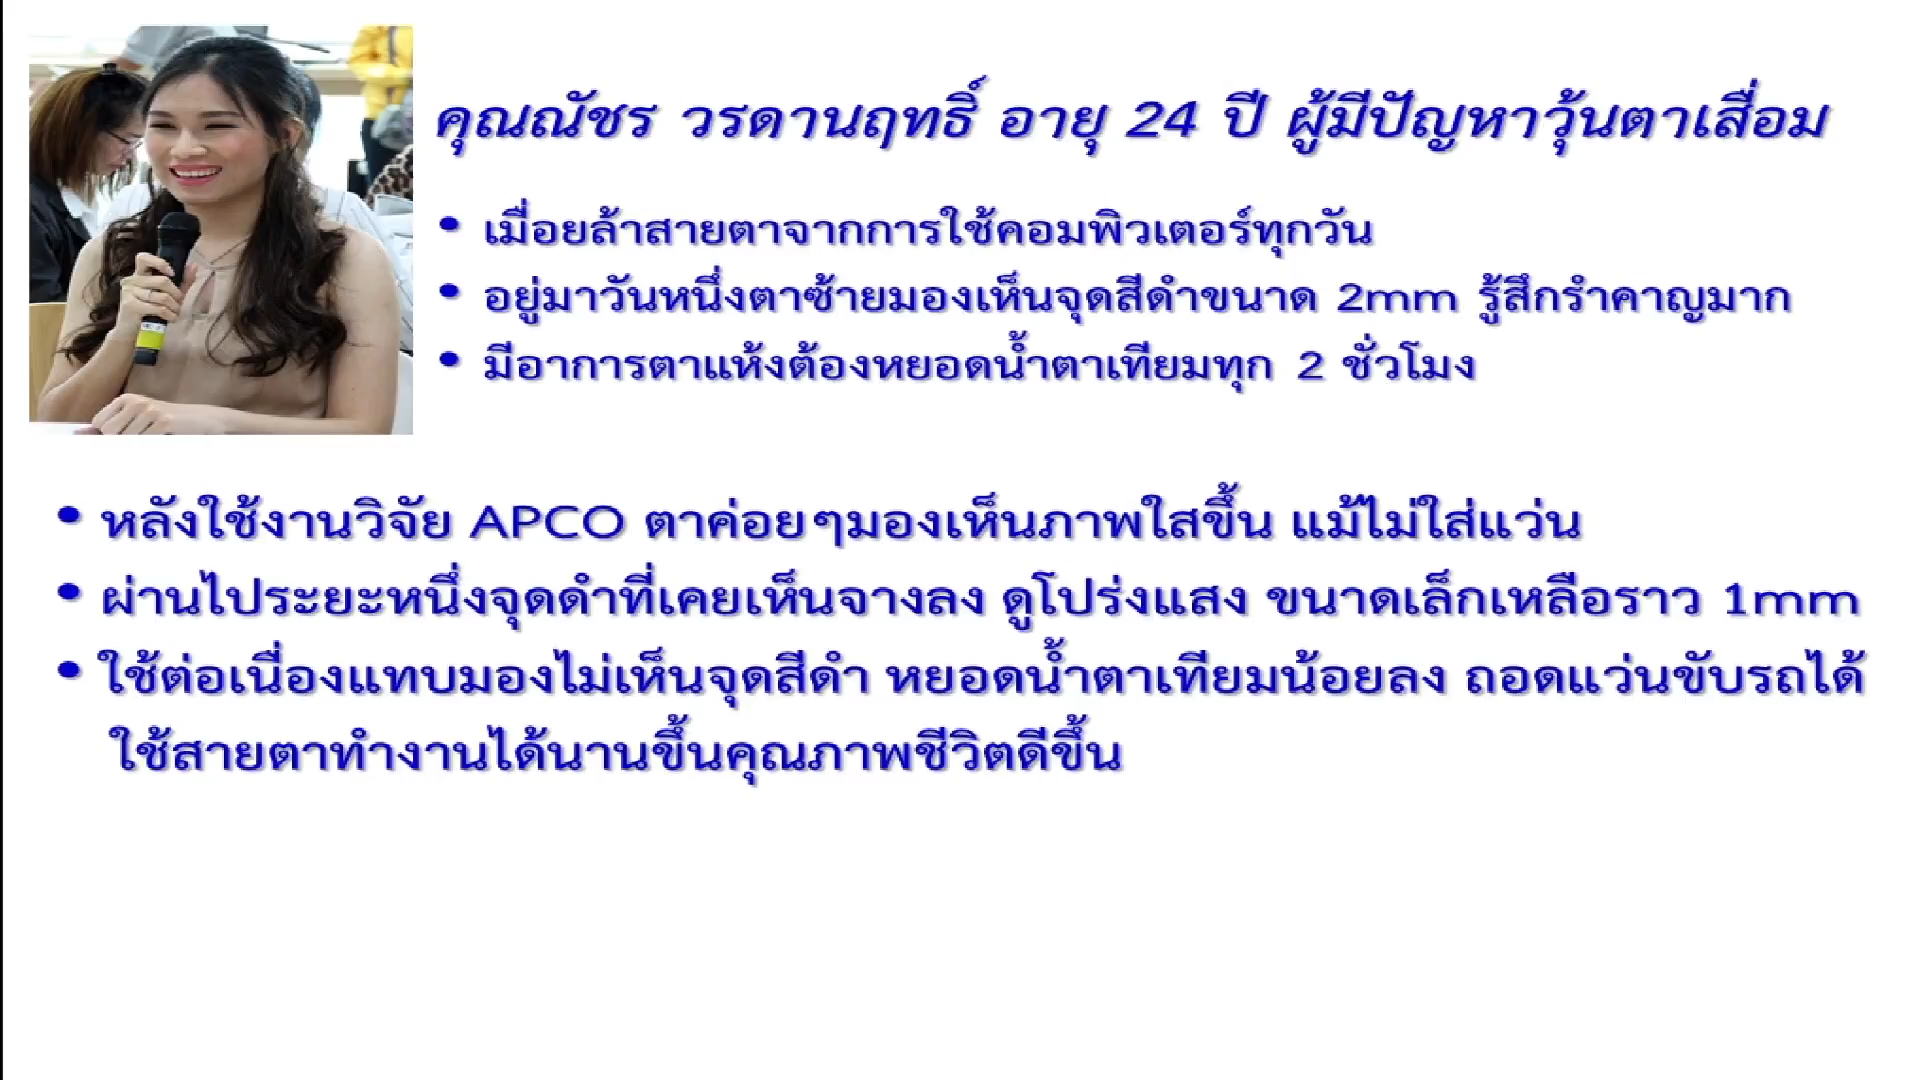 คุณณัชร วรดานฤทธิ์ อายุ 24 ปี ผู้มีปัญหาวุ้นตาเสื่อม
• เมื่อยล้าสายตาจากการใช้คอมพิวเตอร์ทุกวัน
• อยู่มาวันหนึ่งตาซ้ายมองเห็นจุดสีดำขนาด 2mm รู้สึกรำคาญมาก
• มีอาการตาแห้งต้องหยอดน้ำตาเทียมทุก 2 ชั่วโมง
• หลังใช้งานวิจัย APCO ตาค่อยๆมองเห็นภาพใสขึ้น แม้ไม่ใส่แว่น
• ผ่านไประยะหนึ่งจุดดำที่เคยเห็นจางลง ดูโปร่งแสง ขนาดเล็กเหลือราว 1mm
• ใช้ต่อเนื่องแทบมองไม่เห็นจุดสีดำ หยอดน้ำตาเทียมน้อยลง ถอดแว่นขับรถได้
ใช้สายตาทำงานได้นานขึ้นคุณภาพชีวิตดีขึ้น